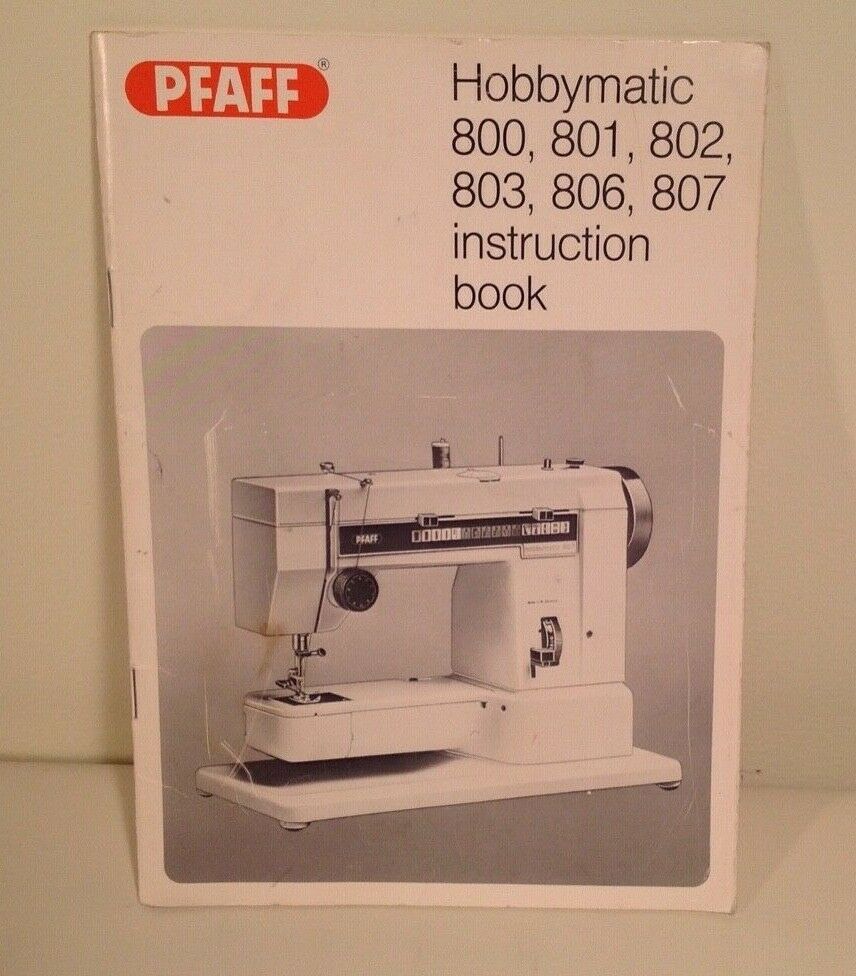 PFAFF ®
Hobbymatic
800, 801, 802,
803, 806, 807
instruction
book
PFAFF